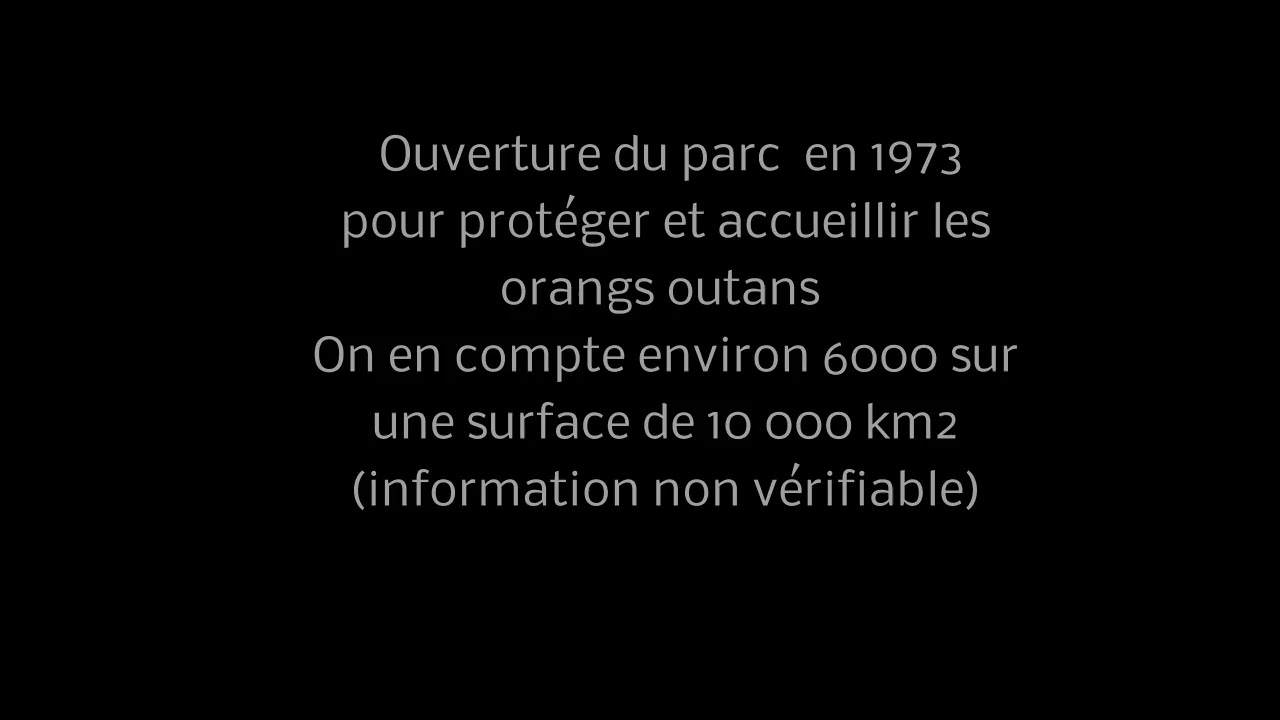 Ouverture du parc  en 1973
pour protéger et accueillir les
orangs outans
On en compte environ 6000 sur
une surface de 10 000 km2
(information non vérifiable)